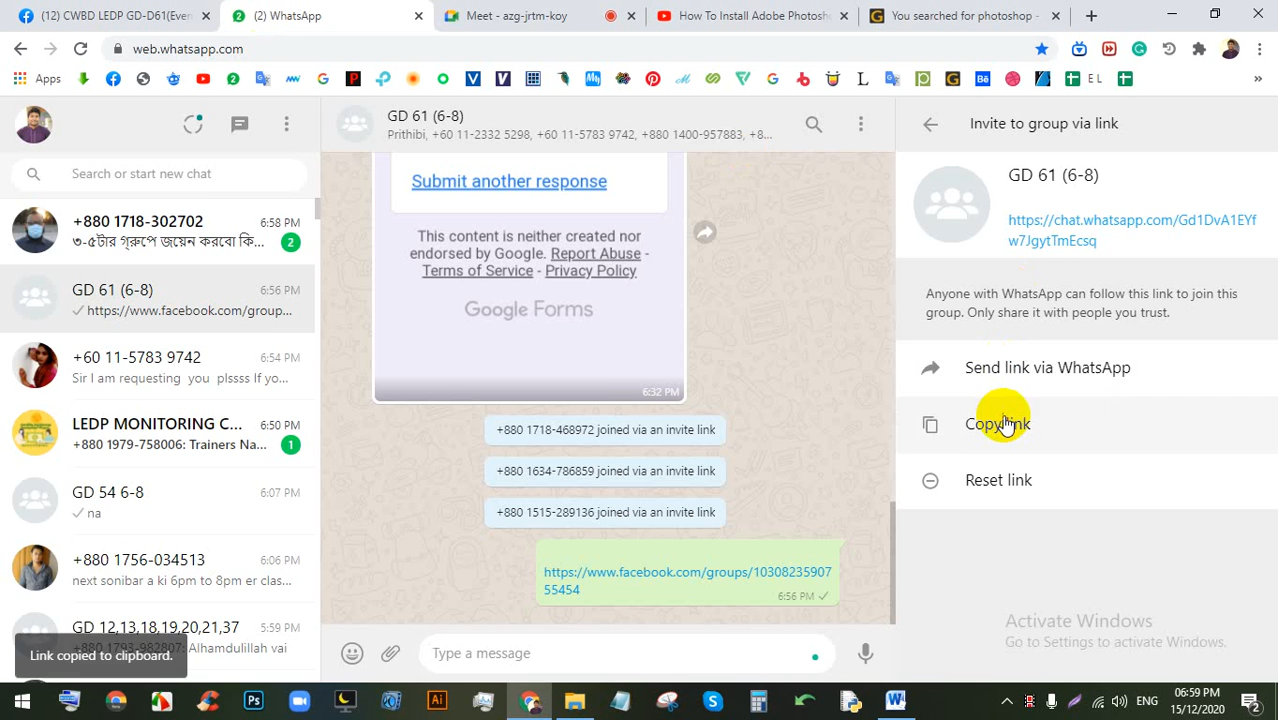 (12) CWBD LEDP GD-D61(Even
(2) WhatsApp
Meet - azg-jrtm-koy
How To Install Adobe Photosh
You searched for photoshop -
web.whatsapp.com
Apps
E L
Search or start new chat
+880 1718-302702
6:58 PM
৩-৫টার গ্রুপে জয়েন করবো কি...
2
GD 61 (6-8)
6:56 PM
https://www.facebook.com/group...
+60 11-5783 9742
6:54 PM
Sir I am requesting you plssss If yo...
LEDP MONITORING C...
6:50 PM
+880 1979-758006: Trainers Na...
1
GD 54 6-8
6:07 PM
na
+880 1756-034513
6:06 PM
next sonibar a ki 6pm to 8pm er clas...
GD 12,13,18,19,20,21,37
5:59 PM
+880 1793-982807: Alhamdulillah vai
Link copied to clipboard.
GD 61 (6-8)
Prithibi, +60 11-2332 5298, +60 11-5783 9742, +880 1400-957883, +8...
Submit another response
This content is neither created nor
endorsed by Google. Report Abuse -
Terms of Service - Privacy Policy
Google Forms
6:32 PM
+880 1718-468972 joined via an invite link
+880 1634-786859 joined via an invite link
+880 1515-289136 joined via an invite link
https://www.facebook.com/groups/10308235907
55454
6:56 PM
Type a message
Invite to group via link
GD 61 (6-8)
https://chat.whatsapp.com/Gd1DvA1EYf
w7JgytTmEcsq
Anyone with WhatsApp can follow this link to join this
group. Only share it with people you trust.
Send link via WhatsApp
Copy link
Reset link
Activate Windows
Go to Settings to activate Windows.
ENG
06:59 PM
15/12/2020
2